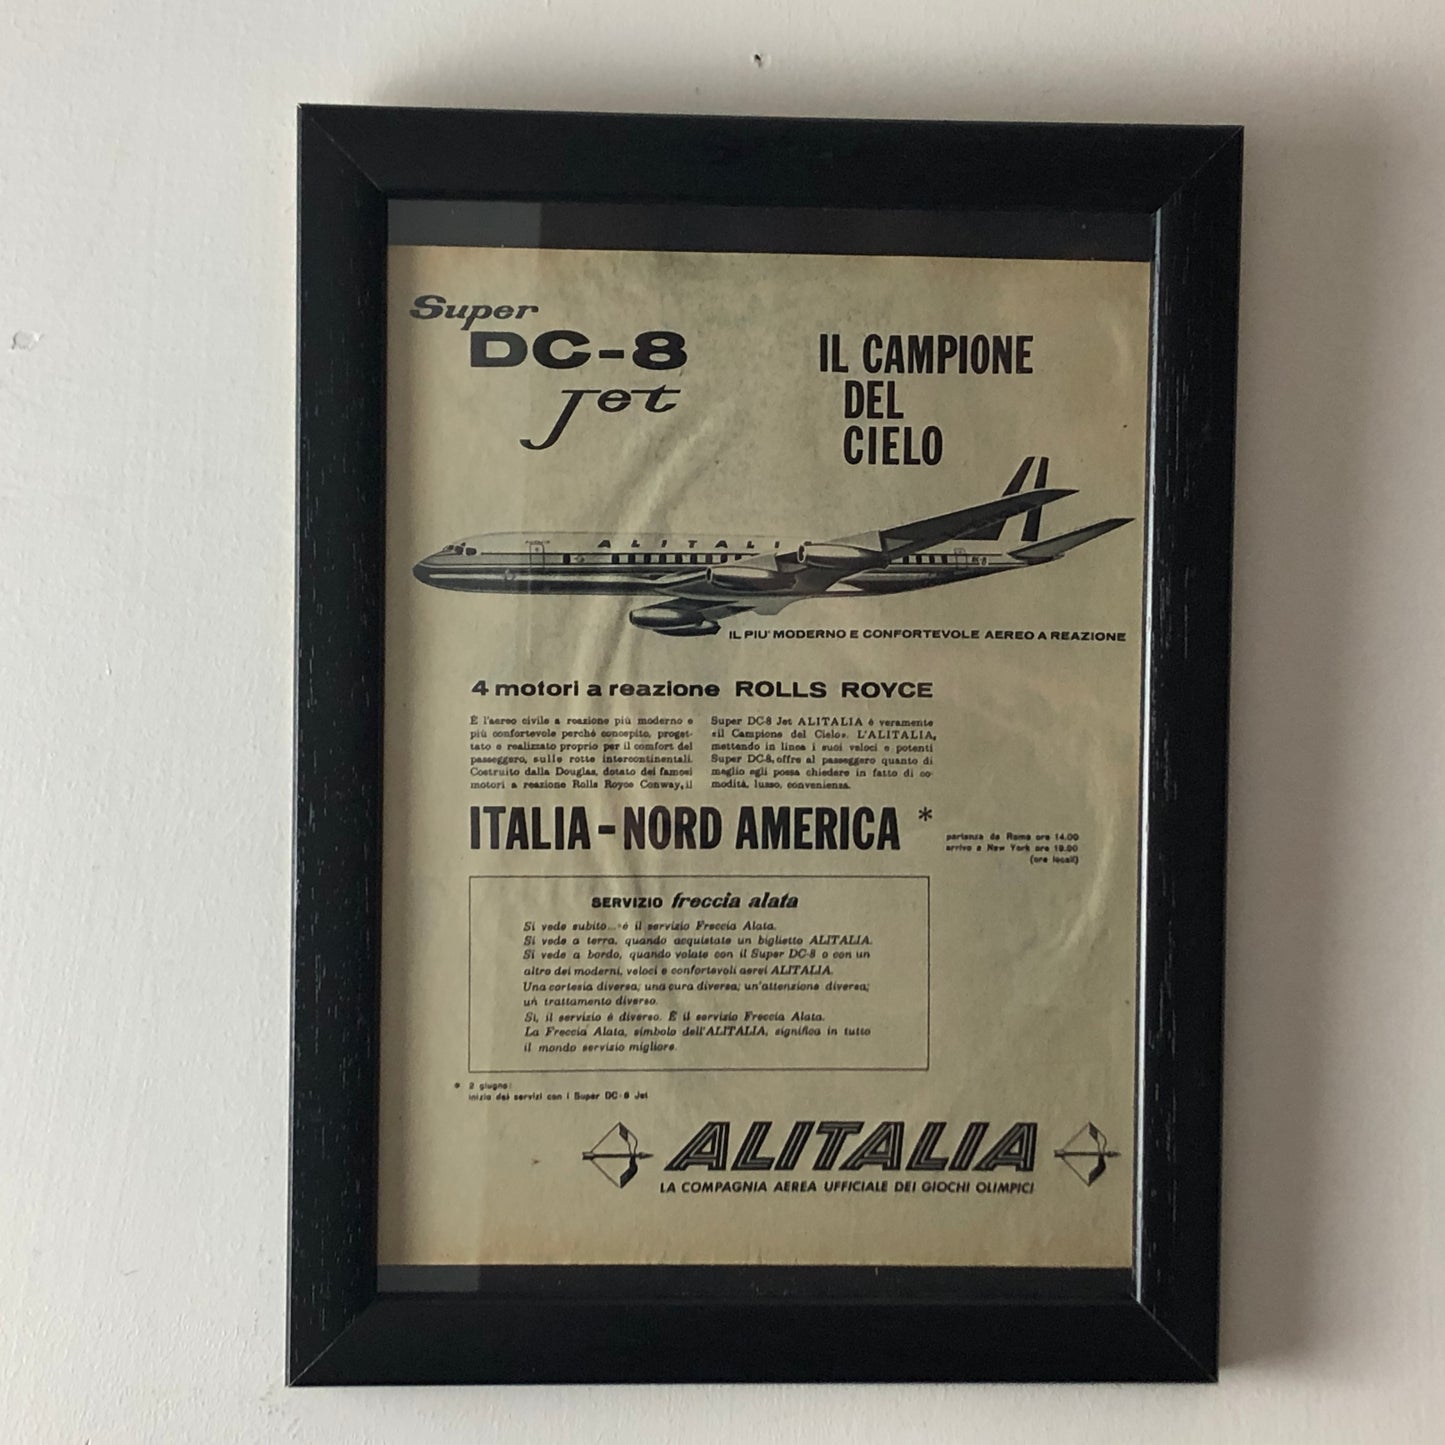 Super
DC-8
Jet
IL CAMPIONE
DEL
CIELO
ALITALI
IL PIU' MODERNO E CONFORTEVOLE AEREO A REAZIONE
4 motori a reazione ROLLS ROYCE
È l'aereo civile a reazione più moderno e
più confortevole perché concepito, proget-
tato e realizzato proprio per il comfort del
passeggero, sulle rotte intercontinentali.
Costruito dalla Douglas, dotato dei famosi
motori a reazione Rolls Royce Conway, il
Super DC-8 Jet ALITALIA è veramente
«il Campione del Cielo». L'ALITALIA,
mettendo in linea i suoi veloci e potenti
Super DC-8, offre al passeggero quanto di
meglio egli possa chiedere in fatto di co-
modità, lusso, convenienza.
ITALIA-NORD AMERICA *
partenza da Roma ore 14.00
arrivo a New York ore 19.00
(ore locali)
SERVIZIO freccia alata
Si vede subito... è il servizio Freccia Alata.
Si vede a terra, quando acquistate un biglietto ALITALIA.
Si vede a bordo, quando volate con il Super DC-8 o con un
altro dei moderni, veloci e confortevoli aerei ALITALIA.
Una cortesia diversa; una cura diversa; un'attenzione diversa;
un trattamento diverso.
Si, il servizio è diverso. È il servizio Freccia Alata.
La Freccia Alata, simbolo dell'ALITALIA, significa in tutto
il mondo servizio migliore.
* 2 giugno:
inizio dei servizi con i Super DC-8 Jet
ALITALIA
LA COMPAGNIA AEREA UFFICIALE DEI GIOCHI OLIMPICI